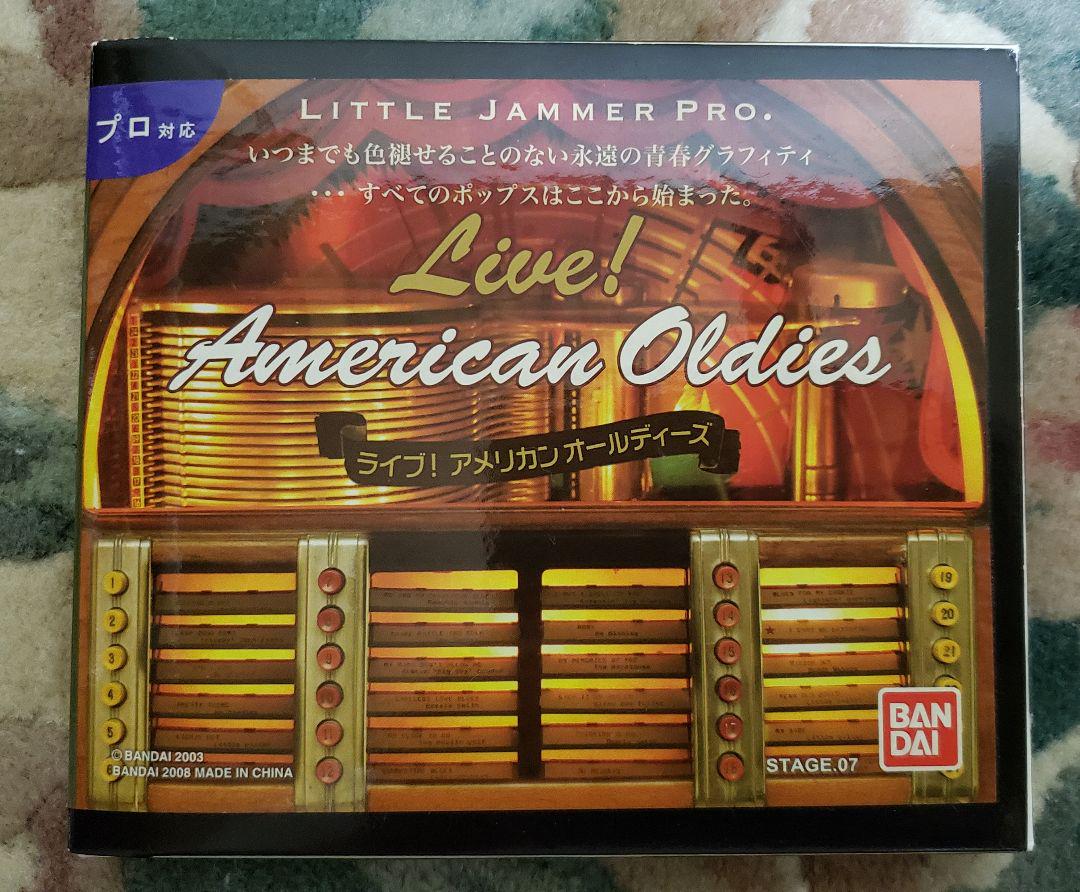 プロ対応
LITTLE JAMMER PRO.
いつまでも色褪せることのない永遠の青春グラフィティ
・・・すべてのポップスはここから始まった。
Live!
American Oldies
ライブ！アメリカンオールディーズ
1
2
3
4
5
12
13
19
20
21
©BANDAI 2003
BANDAI 2008 MADE IN CHINA
STAGE.07
BAN
DAI